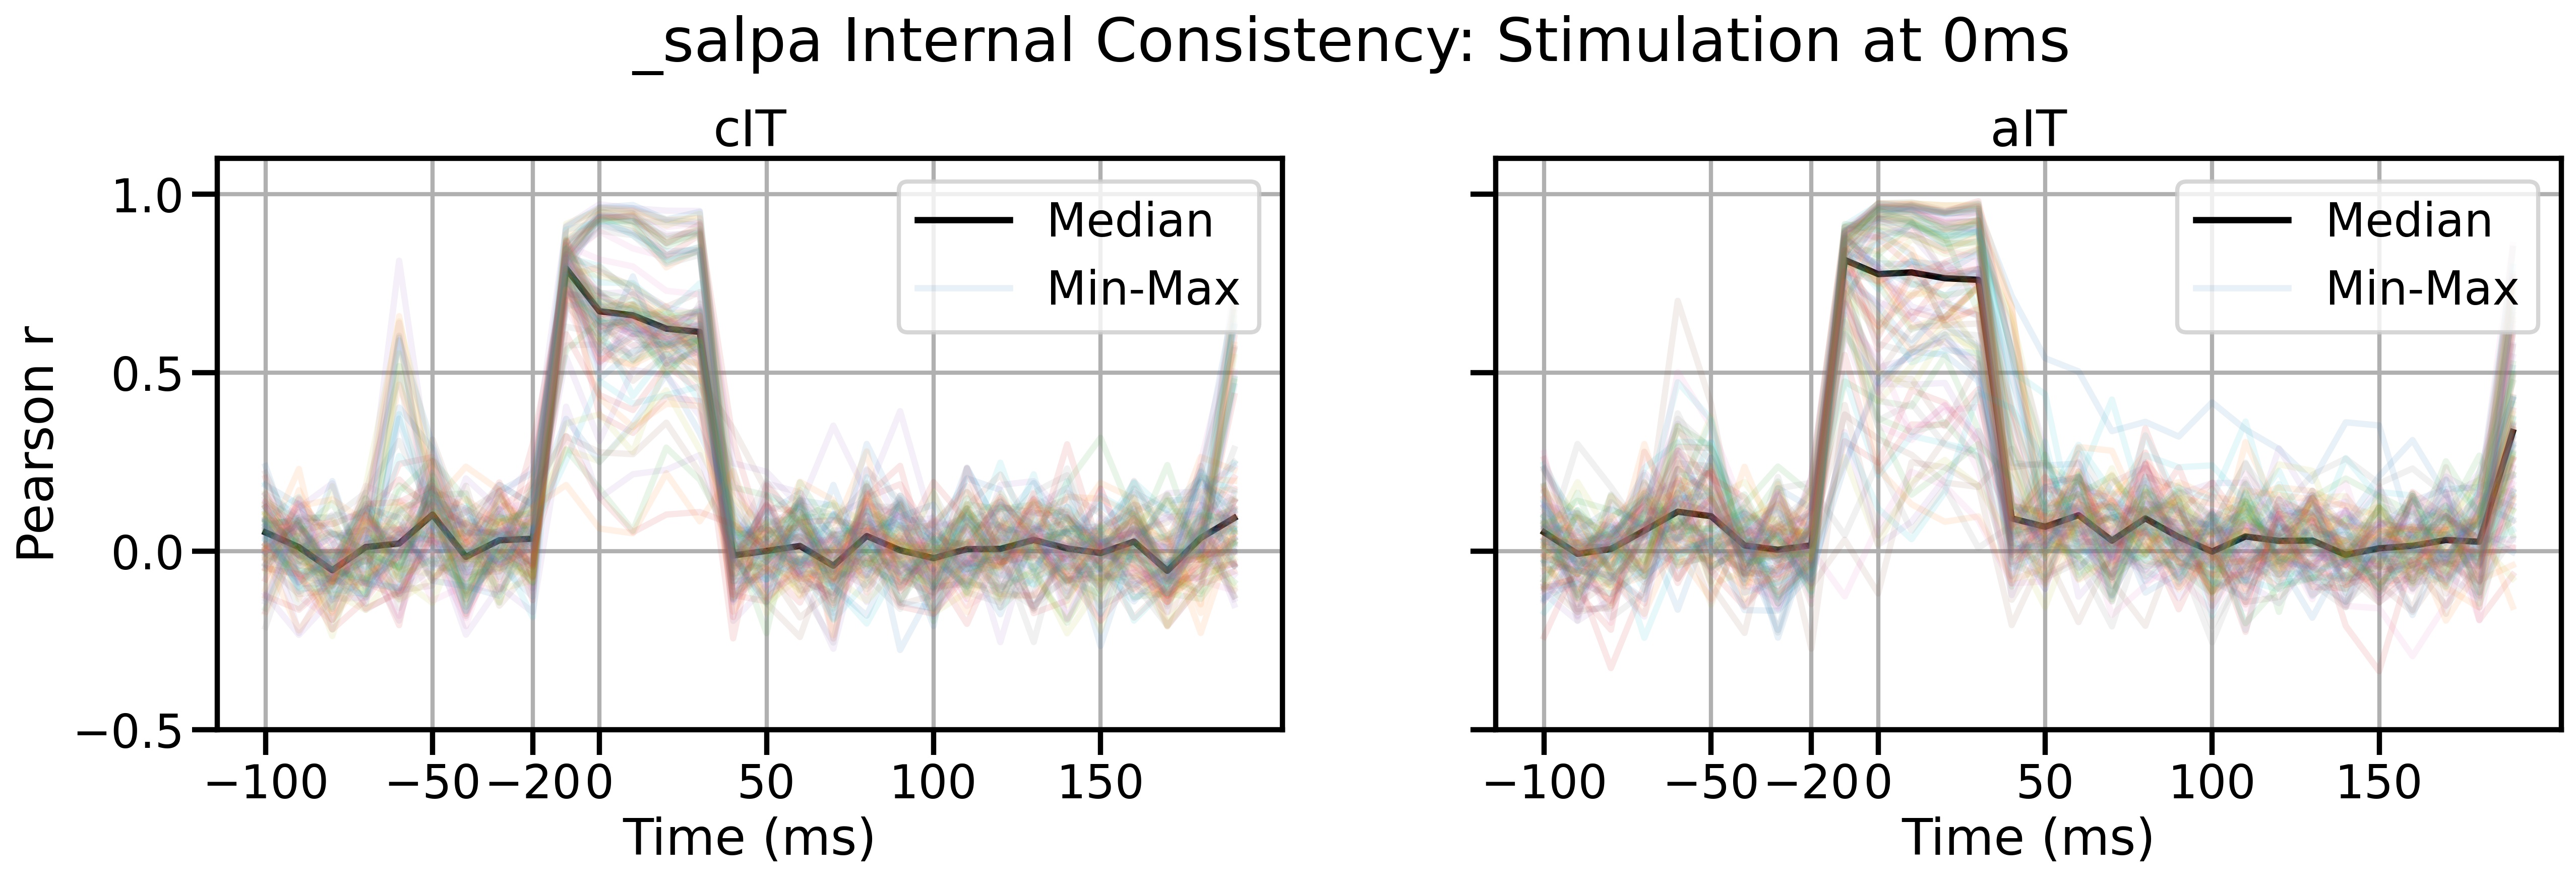 _salpa Internal Consistency: Stimulation at 0ms
cIT
aIT
Pearson r
1.0
0.5
0.0
−0.5
Median
Min-Max
Median
Min-Max
−100 −50 −20 0 50 100 150
−100 −50 −20 0 50 100 150
Time (ms)
Time (ms)